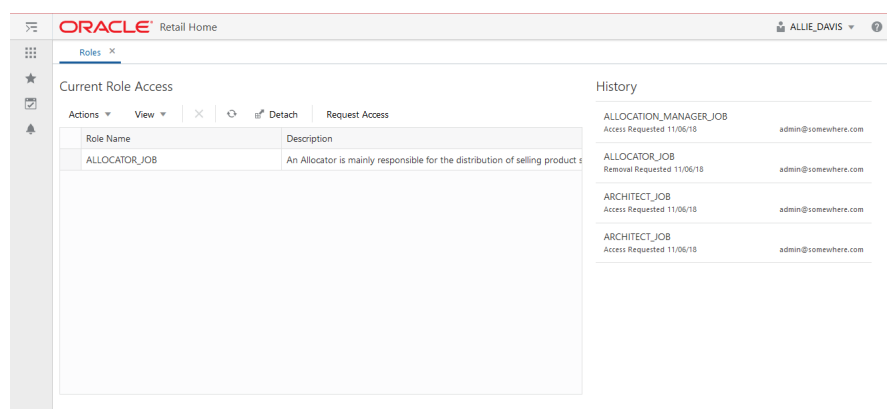 ORACLE® Retail Home
ALLIE_DAVIS
Roles
Current Role Access
Actions View Detach Request Access
Role Name Description
ALLOCATOR_JOB An Allocator is mainly responsible for the distribution of selling product s
History
ALLOCATION_MANAGER_JOB
Access Requested 11/06/18 admin@somewhere.com
ALLOCATOR_JOB
Removal Requested 11/06/18 admin@somewhere.com
ARCHITECT_JOB
Access Requested 11/06/18 admin@somewhere.com
ARCHITECT_JOB
Access Requested 11/06/18 admin@somewhere.com